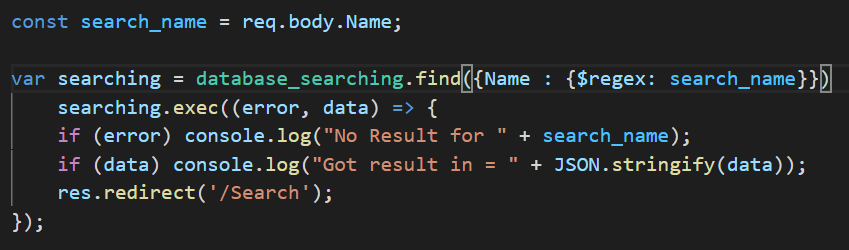 const search_name = req.body.Name;
var searching = database_searching.find({Name : {$regex: search_name}})
searching.exec((error, data) => {
if (error) console.log("No Result for " + search_name);
if (data) console.log("Got result in = " + JSON.stringify(data));
res.redirect('/Search');
});